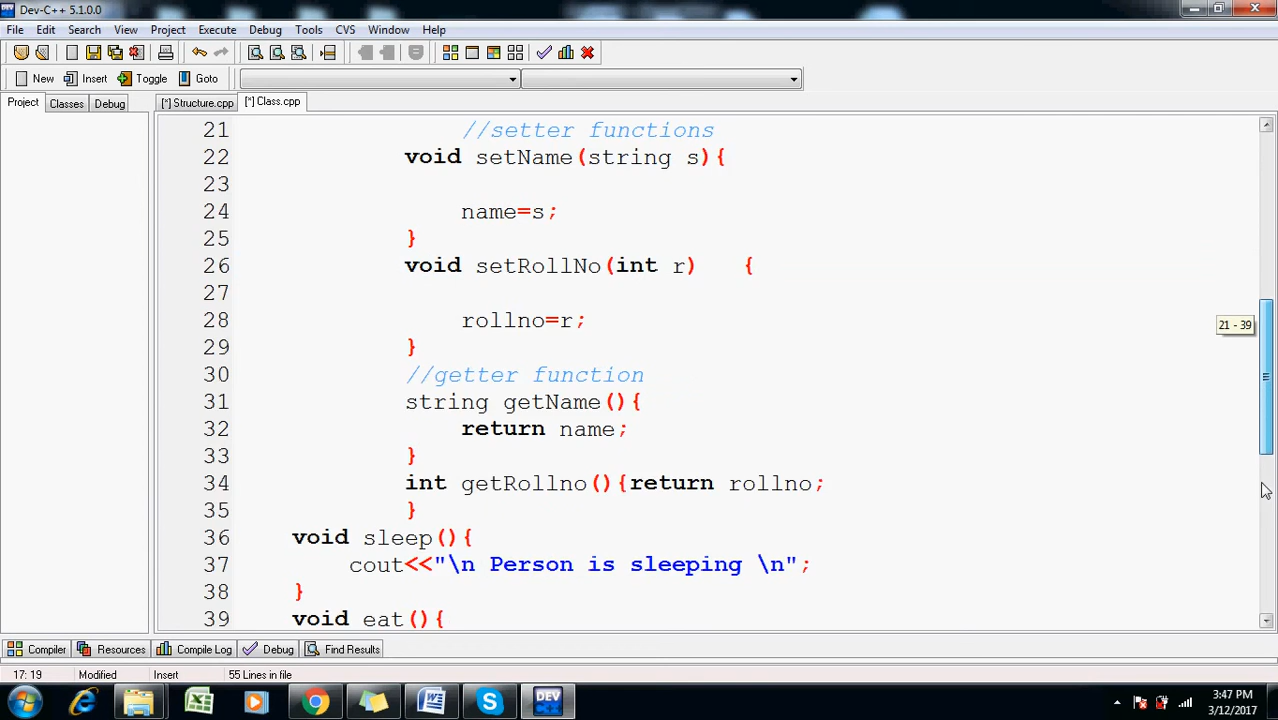 Dev-C++ 5.1.0.0
File Edit Search View Project Execute Debug Tools CVS Window Help
New Insert Toggle Goto
Project Classes Debug [*] Structure.cpp [*] Class.cpp
21 //setter functions
22 void setName(string s){
23
24 name=s;
25 }
26 void setRollNo(int r) {
27
28 rollno=r;
29 }
30 //getter function
31 string getName(){
32 return name;
33 }
34 int getRollno(){return rollno;
35 }
36 void sleep(){
37 cout<<"\n Person is sleeping \n";
38 }
39 void eat(){
21 - 39
Compiler Resources Compile Log Debug Find Results
17: 19 Modified Insert 55 Lines in file
DEV
3:47 PM
3/12/2017